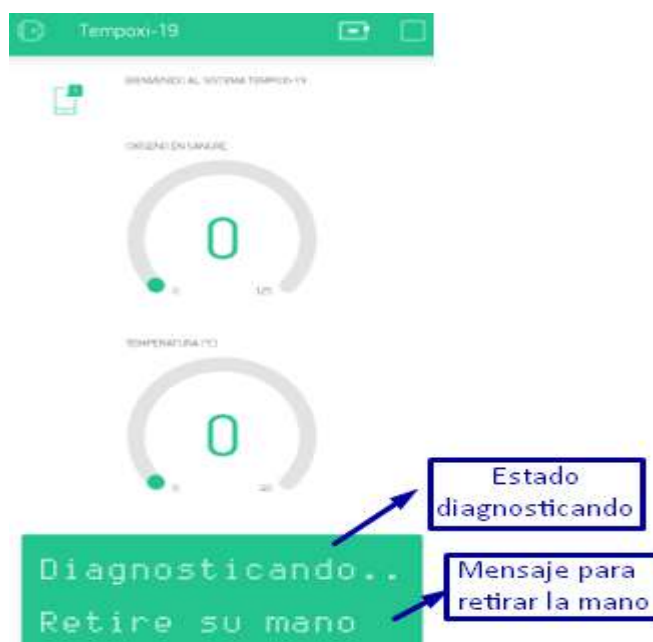 Tempoxi-19
BIENVENIDO AL SISTEMA TEMPOXI-19
OXIGENO EN SANGRE
0
0
125
TEMPERATURA (°C)
0
0
Estado
diagnosticando
Diagnosticando..
Mensaje para
retirar la mano
Retire su mano